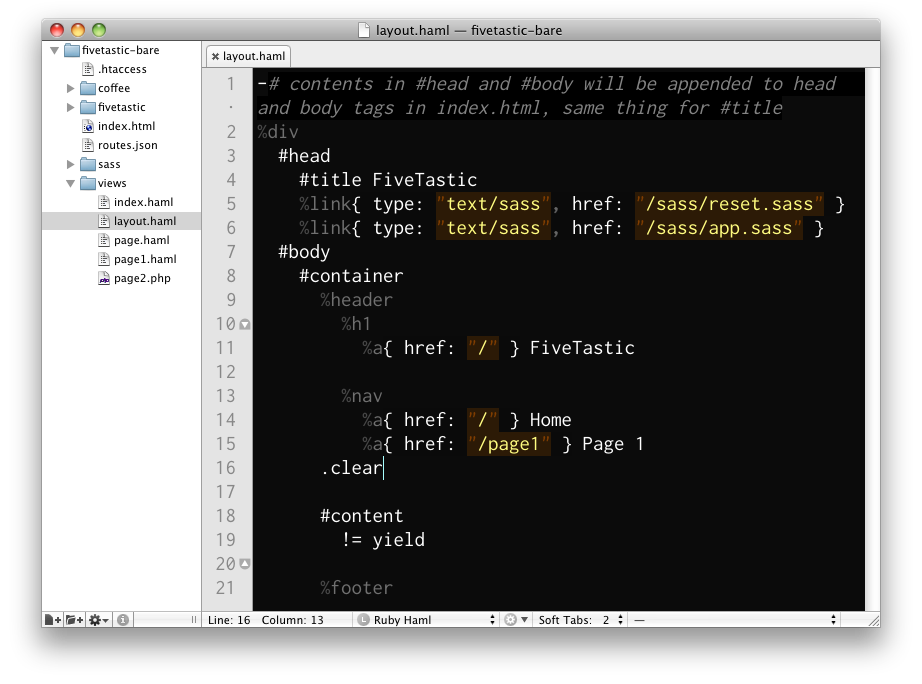 layout.haml — fivetastic-bare
fivetastic-bare
.htaccess
coffee
fivetastic
index.html
routes.json
sass
views
index.haml
layout.haml
page.haml
page1.haml
page2.php
layout.haml
1 -# contents in #head and #body will be appended to head
· and body tags in index.html, same thing for #title
2 %div
3 #head
4 #title FiveTastic
5 %link{ type: "text/sass", href: "/sass/reset.sass" }
6 %link{ type: "text/sass", href: "/sass/app.sass" }
7 #body
8 #container
9 %header
10 %h1
11 %a{ href: "/" } FiveTastic
12
13 %nav
14 %a{ href: "/" } Home
15 %a{ href: "/page1" } Page 1
16 .clear
17
18 #content
19 != yield
20
21 %footer
Line: 16 Column: 13 L Ruby Haml Soft Tabs: 2 —